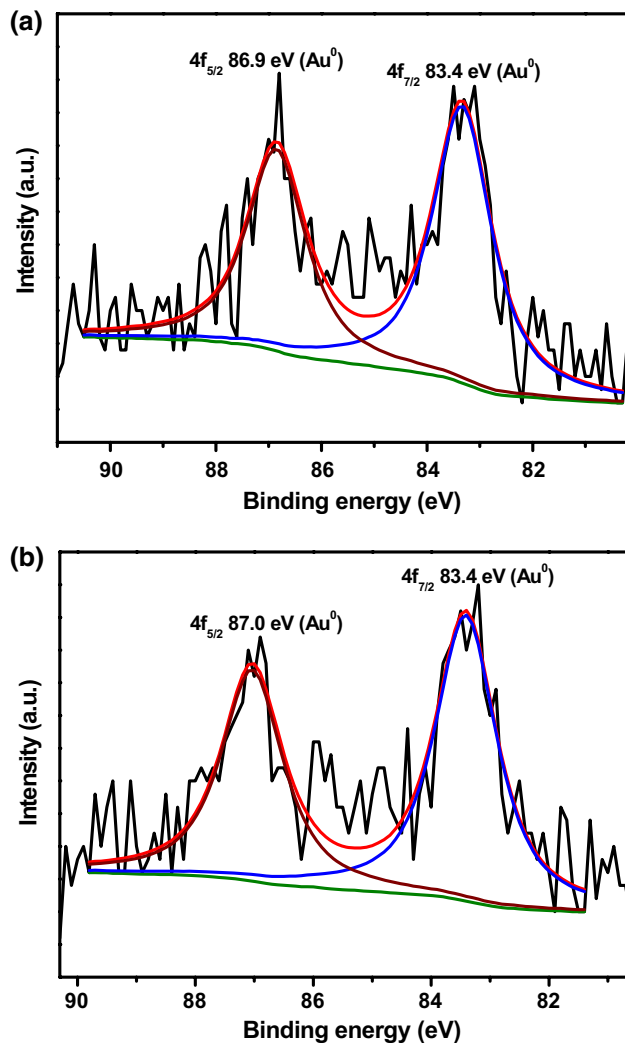 (a)
4f5/2 86.9 eV (Au0)
4f7/2 83.4 eV (Au0)
Intensity (a.u.)
90 88 86 84 82
Binding energy (eV)
(b)
4f7/2 83.4 eV (Au0)
4f5/2 87.0 eV (Au0)
Intensity (a.u.)
90 88 86 84 82
Binding energy (eV)